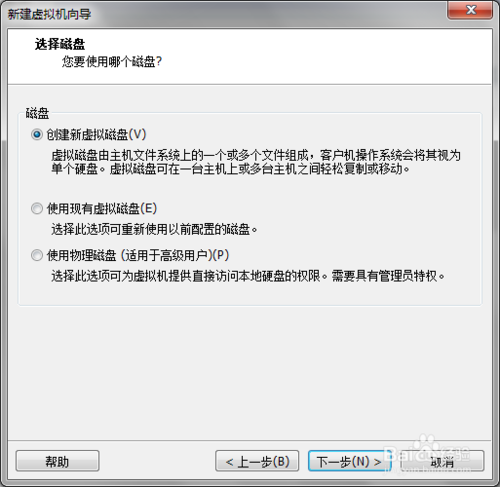 新建虚拟机向导
选择磁盘
您要使用哪个磁盘?
磁盘
创建新虚拟磁盘(V)
虚拟磁盘由主机文件系统上的一个或多个文件组成，客户机操作系统会将其视为
单个硬盘。虚拟磁盘可在一台主机上或多台主机之间轻松复制或移动。
使用现有虚拟磁盘(E)
选择此选项可重新使用以前配置的磁盘。
使用物理磁盘 (适用于高级用户)(P)
选择此选项可为虚拟机提供直接访问本地硬盘的权限。需要具有管理员特权。
帮助
< 上一步(B)
下一步(N) >
取消